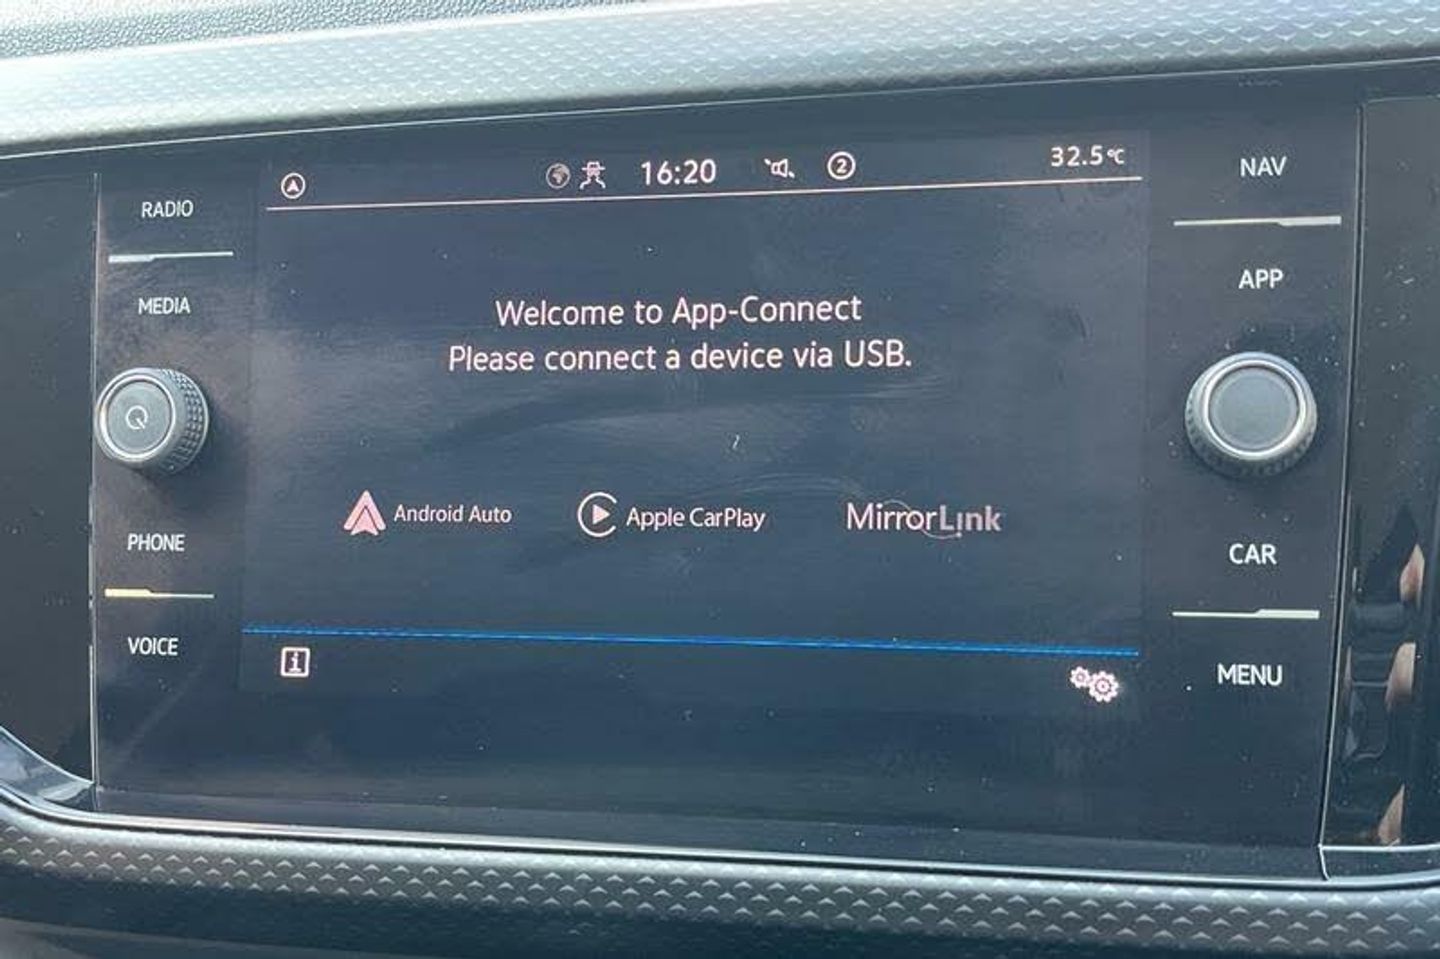 16:20
2
32.5°C
RADIO
MEDIA
PHONE
VOICE
Welcome to App-Connect
Please connect a device via USB.
Android Auto
Apple CarPlay
MirrorLink
i
NAV
APP
CAR
MENU